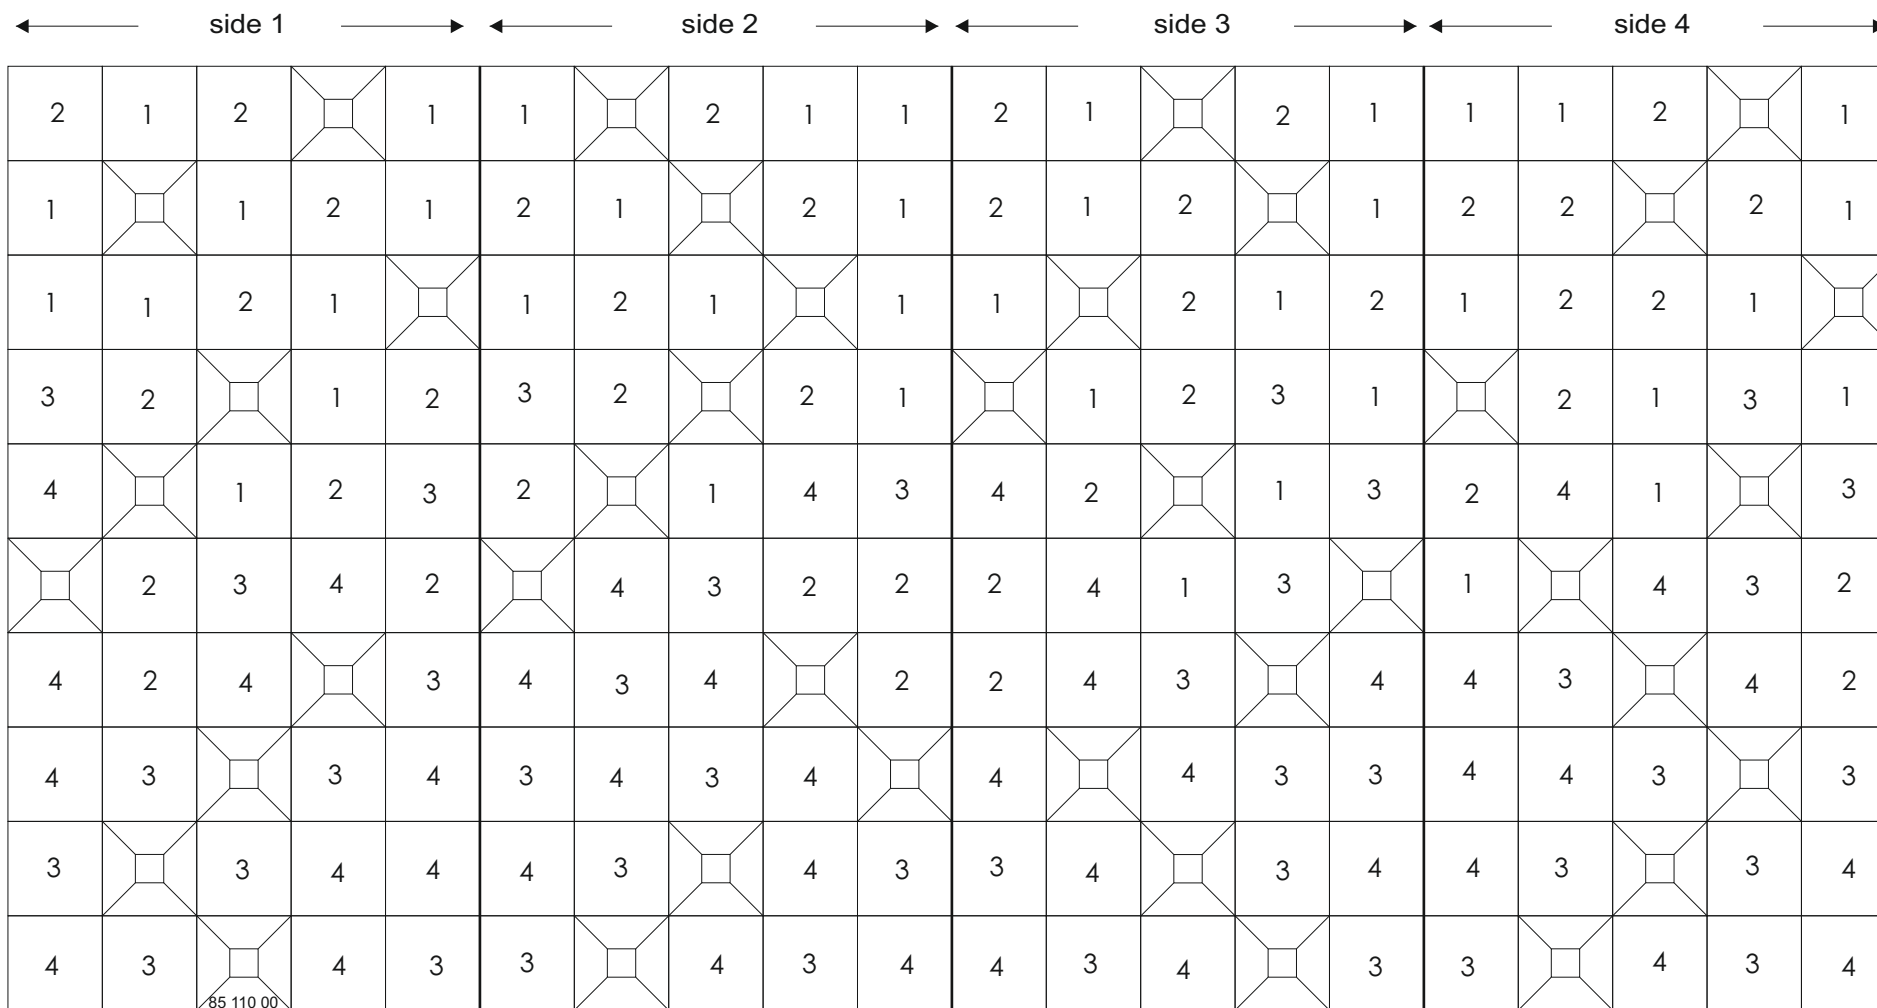 side 1 side 2 side 3 side 4
2 1 2 1 1 2 1 1 2 1 2 1 1 1 2 1
1 1 2 1 2 1 2 1 2 1 2 1 2 2 2 1
1 1 2 1 1 2 1 1 1 2 1 2 1 2 2 1
3 2 1 2 3 2 2 1 1 2 3 1 2 1 3 1
4 1 2 3 2 1 4 3 4 2 1 3 2 4 1 3
2 3 4 2 4 3 2 2 2 4 1 3 1 4 3 2
4 2 4 3 4 3 4 2 2 4 3 4 4 3 4 2
4 3 3 4 3 4 3 4 4 4 3 3 4 4 3 3
3 3 4 4 4 3 4 3 3 4 3 4 4 3 3 4
4 3 4 3 3 4 3 4 4 3 4 3 3 4 3 4
85 110 00